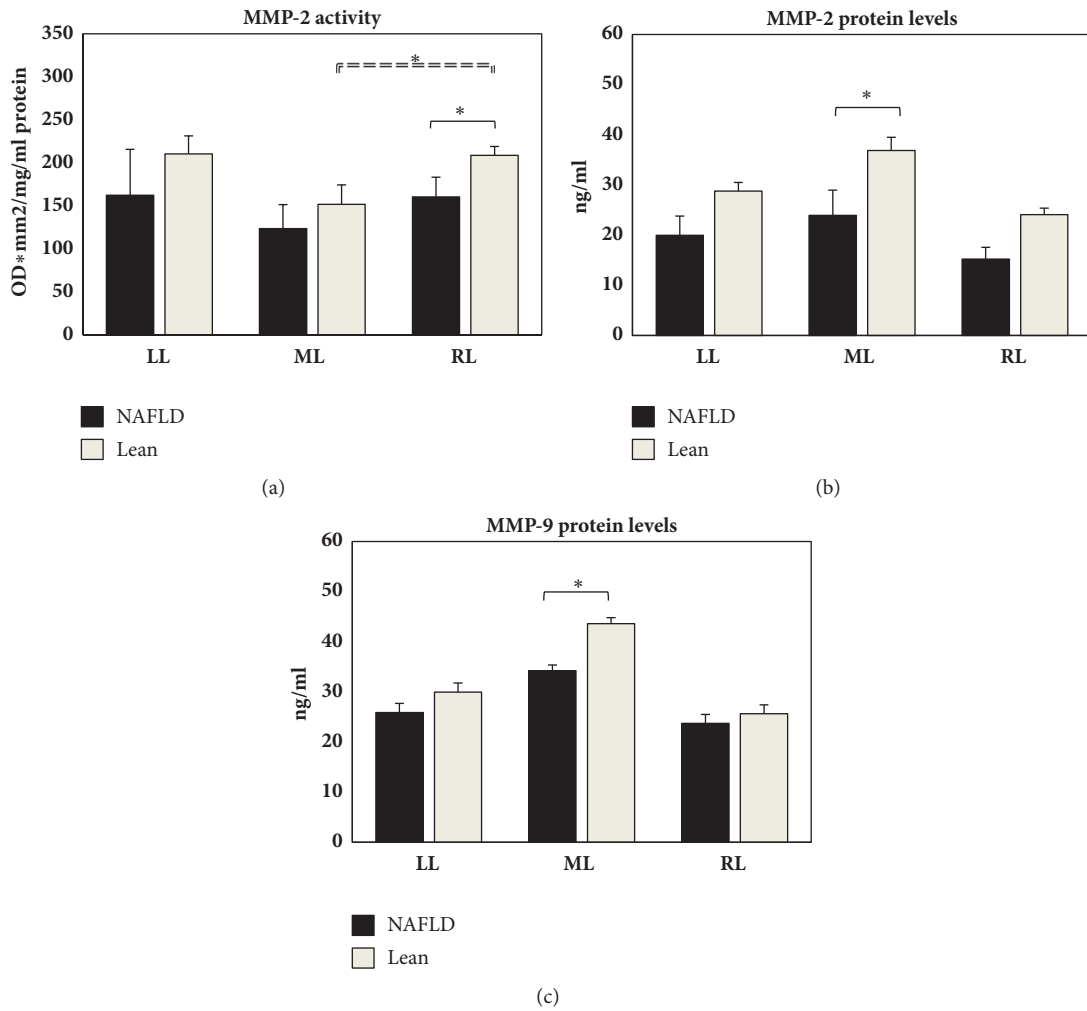 MMP-2 activity
OD*mm2/mg/ml protein
350
300
250
200
150
100
50
0
*
*
LL ML RL
NAFLD
Lean
(a)
MMP-2 protein levels
ng/ml
60
50
40
30
20
10
0
*
LL ML RL
NAFLD
Lean
(b)
MMP-9 protein levels
ng/ml
60
50
40
30
20
10
0
*
LL ML RL
NAFLD
Lean
(c)